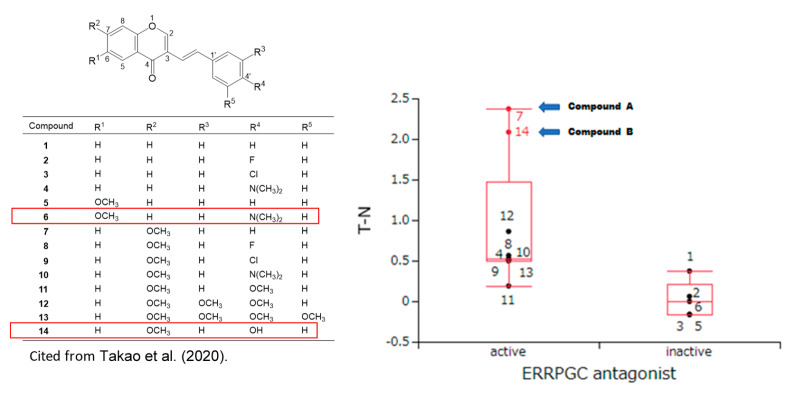 R² 8 O 1 2
7
R¹ 6 5 4 3 1' R³
O 4' R⁴
R⁵
Compound R¹ R² R³ R⁴ R⁵
1 H H H H H
2 H H H F H
3 H H H Cl H
4 H H H N(CH₃)₂ H
5 OCH₃ H H H H
6 OCH₃ H H N(CH₃)₂ H
7 H OCH₃ H H H
8 H OCH₃ H F H
9 H OCH₃ H Cl H
10 H OCH₃ H N(CH₃)₂ H
11 H OCH₃ H OCH₃ H
12 H OCH₃ OCH₃ OCH₃ H
13 H OCH₃ OCH₃ OCH₃ OCH₃
14 H OCH₃ H OH H
Cited from Takao et al. (2020).
T-N
2.5
2.0
1.5
1.0
0.5
0
-0.5
Compound A
7
14 Compound B
12
8
4 10
9 13
11
1
2
6
3 5
active inactive
ERRPGC antagonist